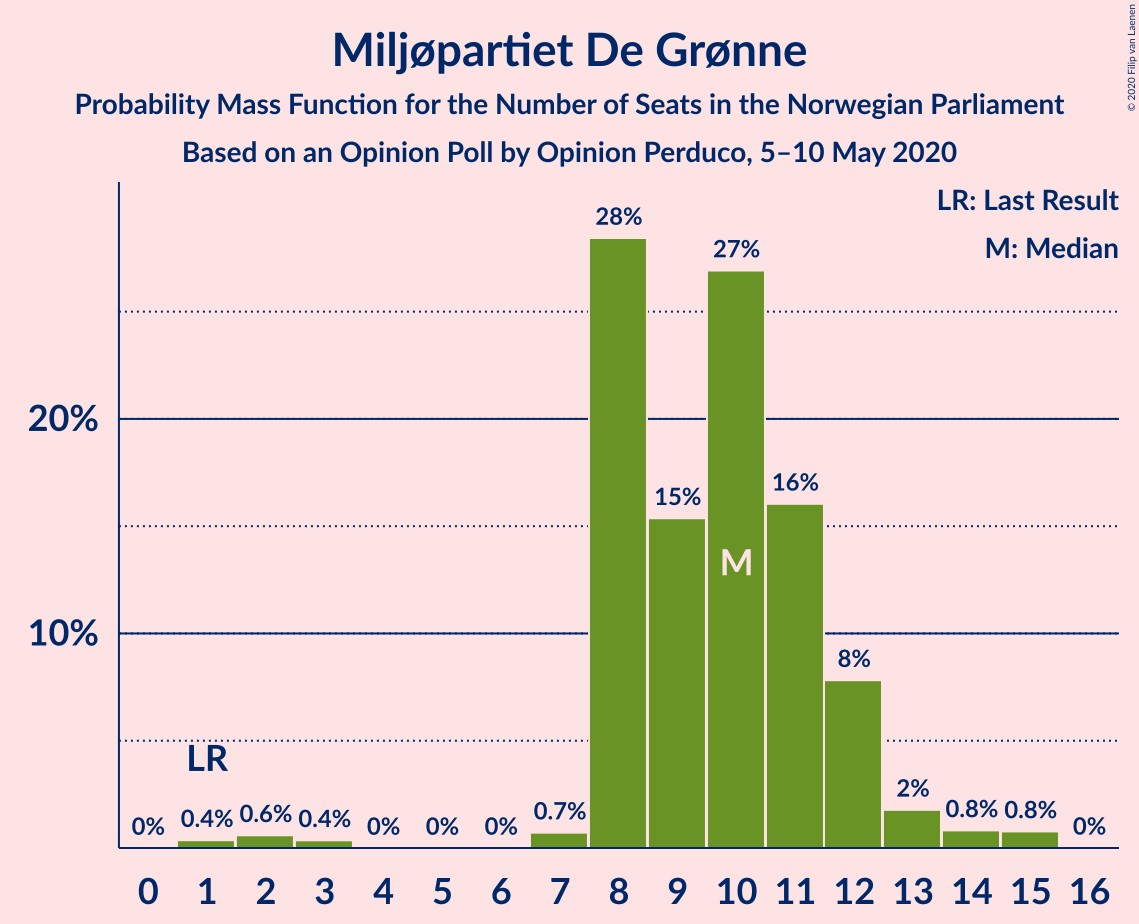 Miljøpartiet De Grønne
Probability Mass Function for the Number of Seats in the Norwegian Parliament
Based on an Opinion Poll by Opinion Perduco, 5–10 May 2020
© 2020 Filip van Laenen
LR: Last Result
M: Median
28%
27%
20%
16%
15%
M
10%
8%
LR
2%
0% 0.4% 0.6% 0.4% 0% 0% 0% 0.7% 0.8% 0.8% 0%
0 1 2 3 4 5 6 7 8 9 10 11 12 13 14 15 16